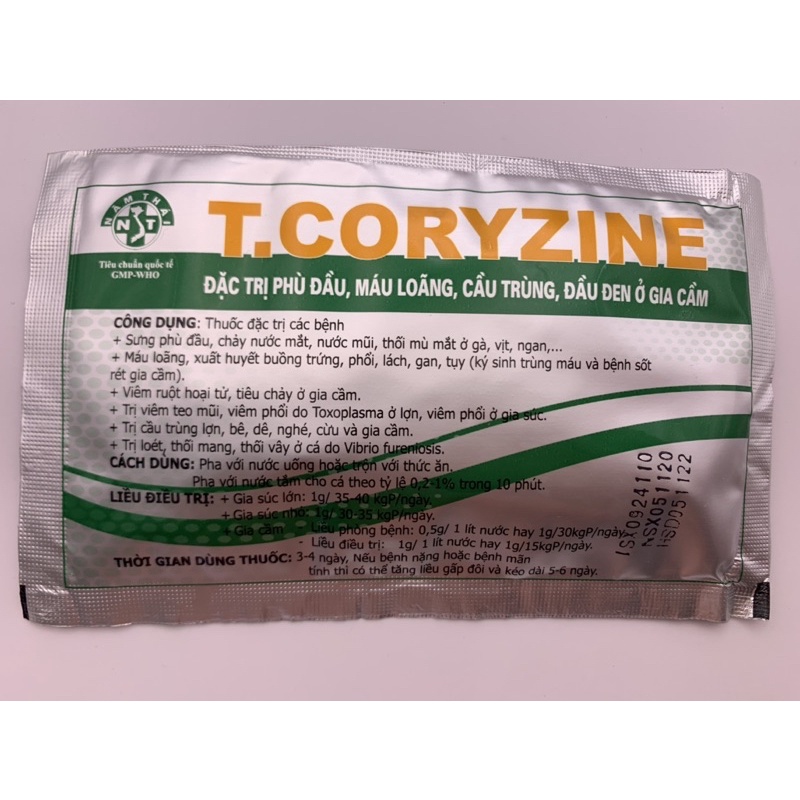 NAM THÁI
NST
Tiêu chuẩn quốc tế
GMP-WHO
T.CORYZINE
ĐẶC TRỊ PHÙ ĐẦU, MÁU LOÃNG, CẦU TRÙNG, ĐẦU ĐEN Ở GIA CẦM
CÔNG DỤNG: Thuốc đặc trị các bệnh
+ Sưng phù đầu, chảy nước mắt, nước mũi, thối mù mắt ở gà, vịt, ngan,...
+ Máu loãng, xuất huyết buồng trứng, phổi, lách, gan, tụy (ký sinh trùng máu và bệnh sốt
rét gia cầm).
+ Viêm ruột hoại tử, tiêu chảy ở gia cầm.
+ Trị viêm teo mũi, viêm phổi do Toxoplasma ở lợn, viêm phổi ở gia súc.
+ Trị cầu trùng lợn, bê, dê, nghé, cừu và gia cầm.
+ Trị loét, thối mang, thối vây ở cá do Vibrio fureniosis.
CÁCH DÙNG: Pha với nước uống hoặc trộn với thức ăn.
Pha với nước tắm cho cá theo tỷ lệ 0,2-1% trong 10 phút.
LIỀU ĐIỀU TRỊ: + Gia súc lớn: 1g/ 35-40 kgP/ngày.
+ Gia súc nhỏ: 1g/ 30-35 kgP/ngày.
+ Gia cầm - Liều phòng bệnh: 0,5g/ 1 lít nước hay 1g/30kgP/ngày.
- Liều điều trị: 1g/ 1 lít nước hay 1g/15kgP/ngày.
THỜI GIAN DÙNG THUỐC: 3-4 ngày, Nếu bệnh nặng hoặc bệnh mãn
tính thì có thể tăng liều gấp đôi và kéo dài 5-6 ngày.
ISX0924110
NSX051120
HSD051122